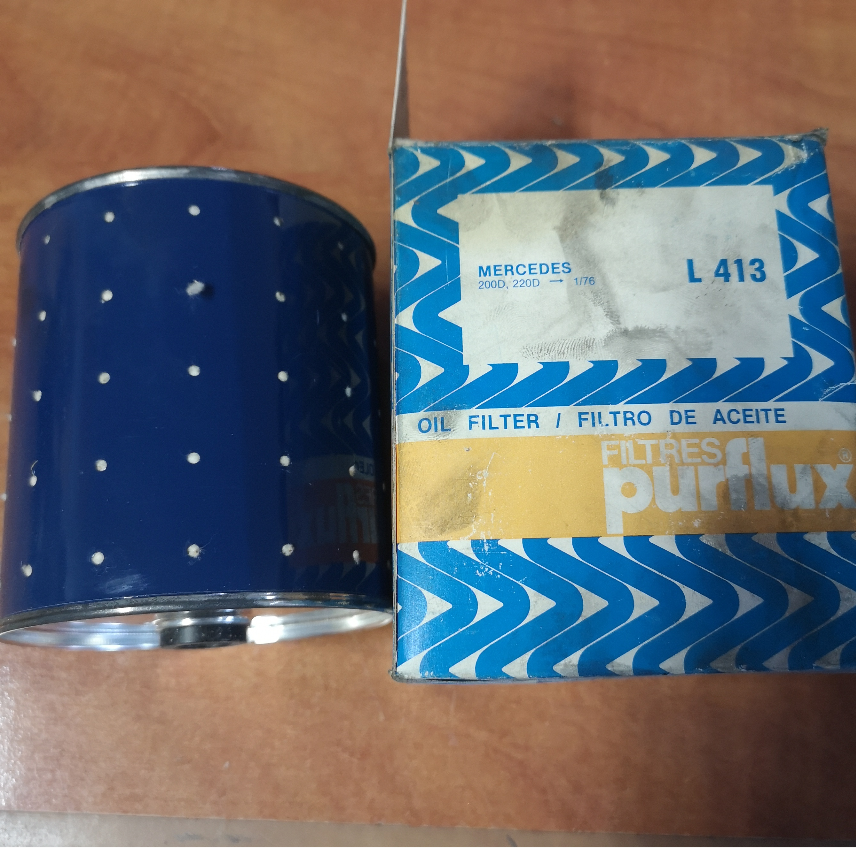 MERCEDES
200D, 220D → 1/76
L 413
OIL FILTER / FILTRO DE ACEITE
FILTRES
purflux®